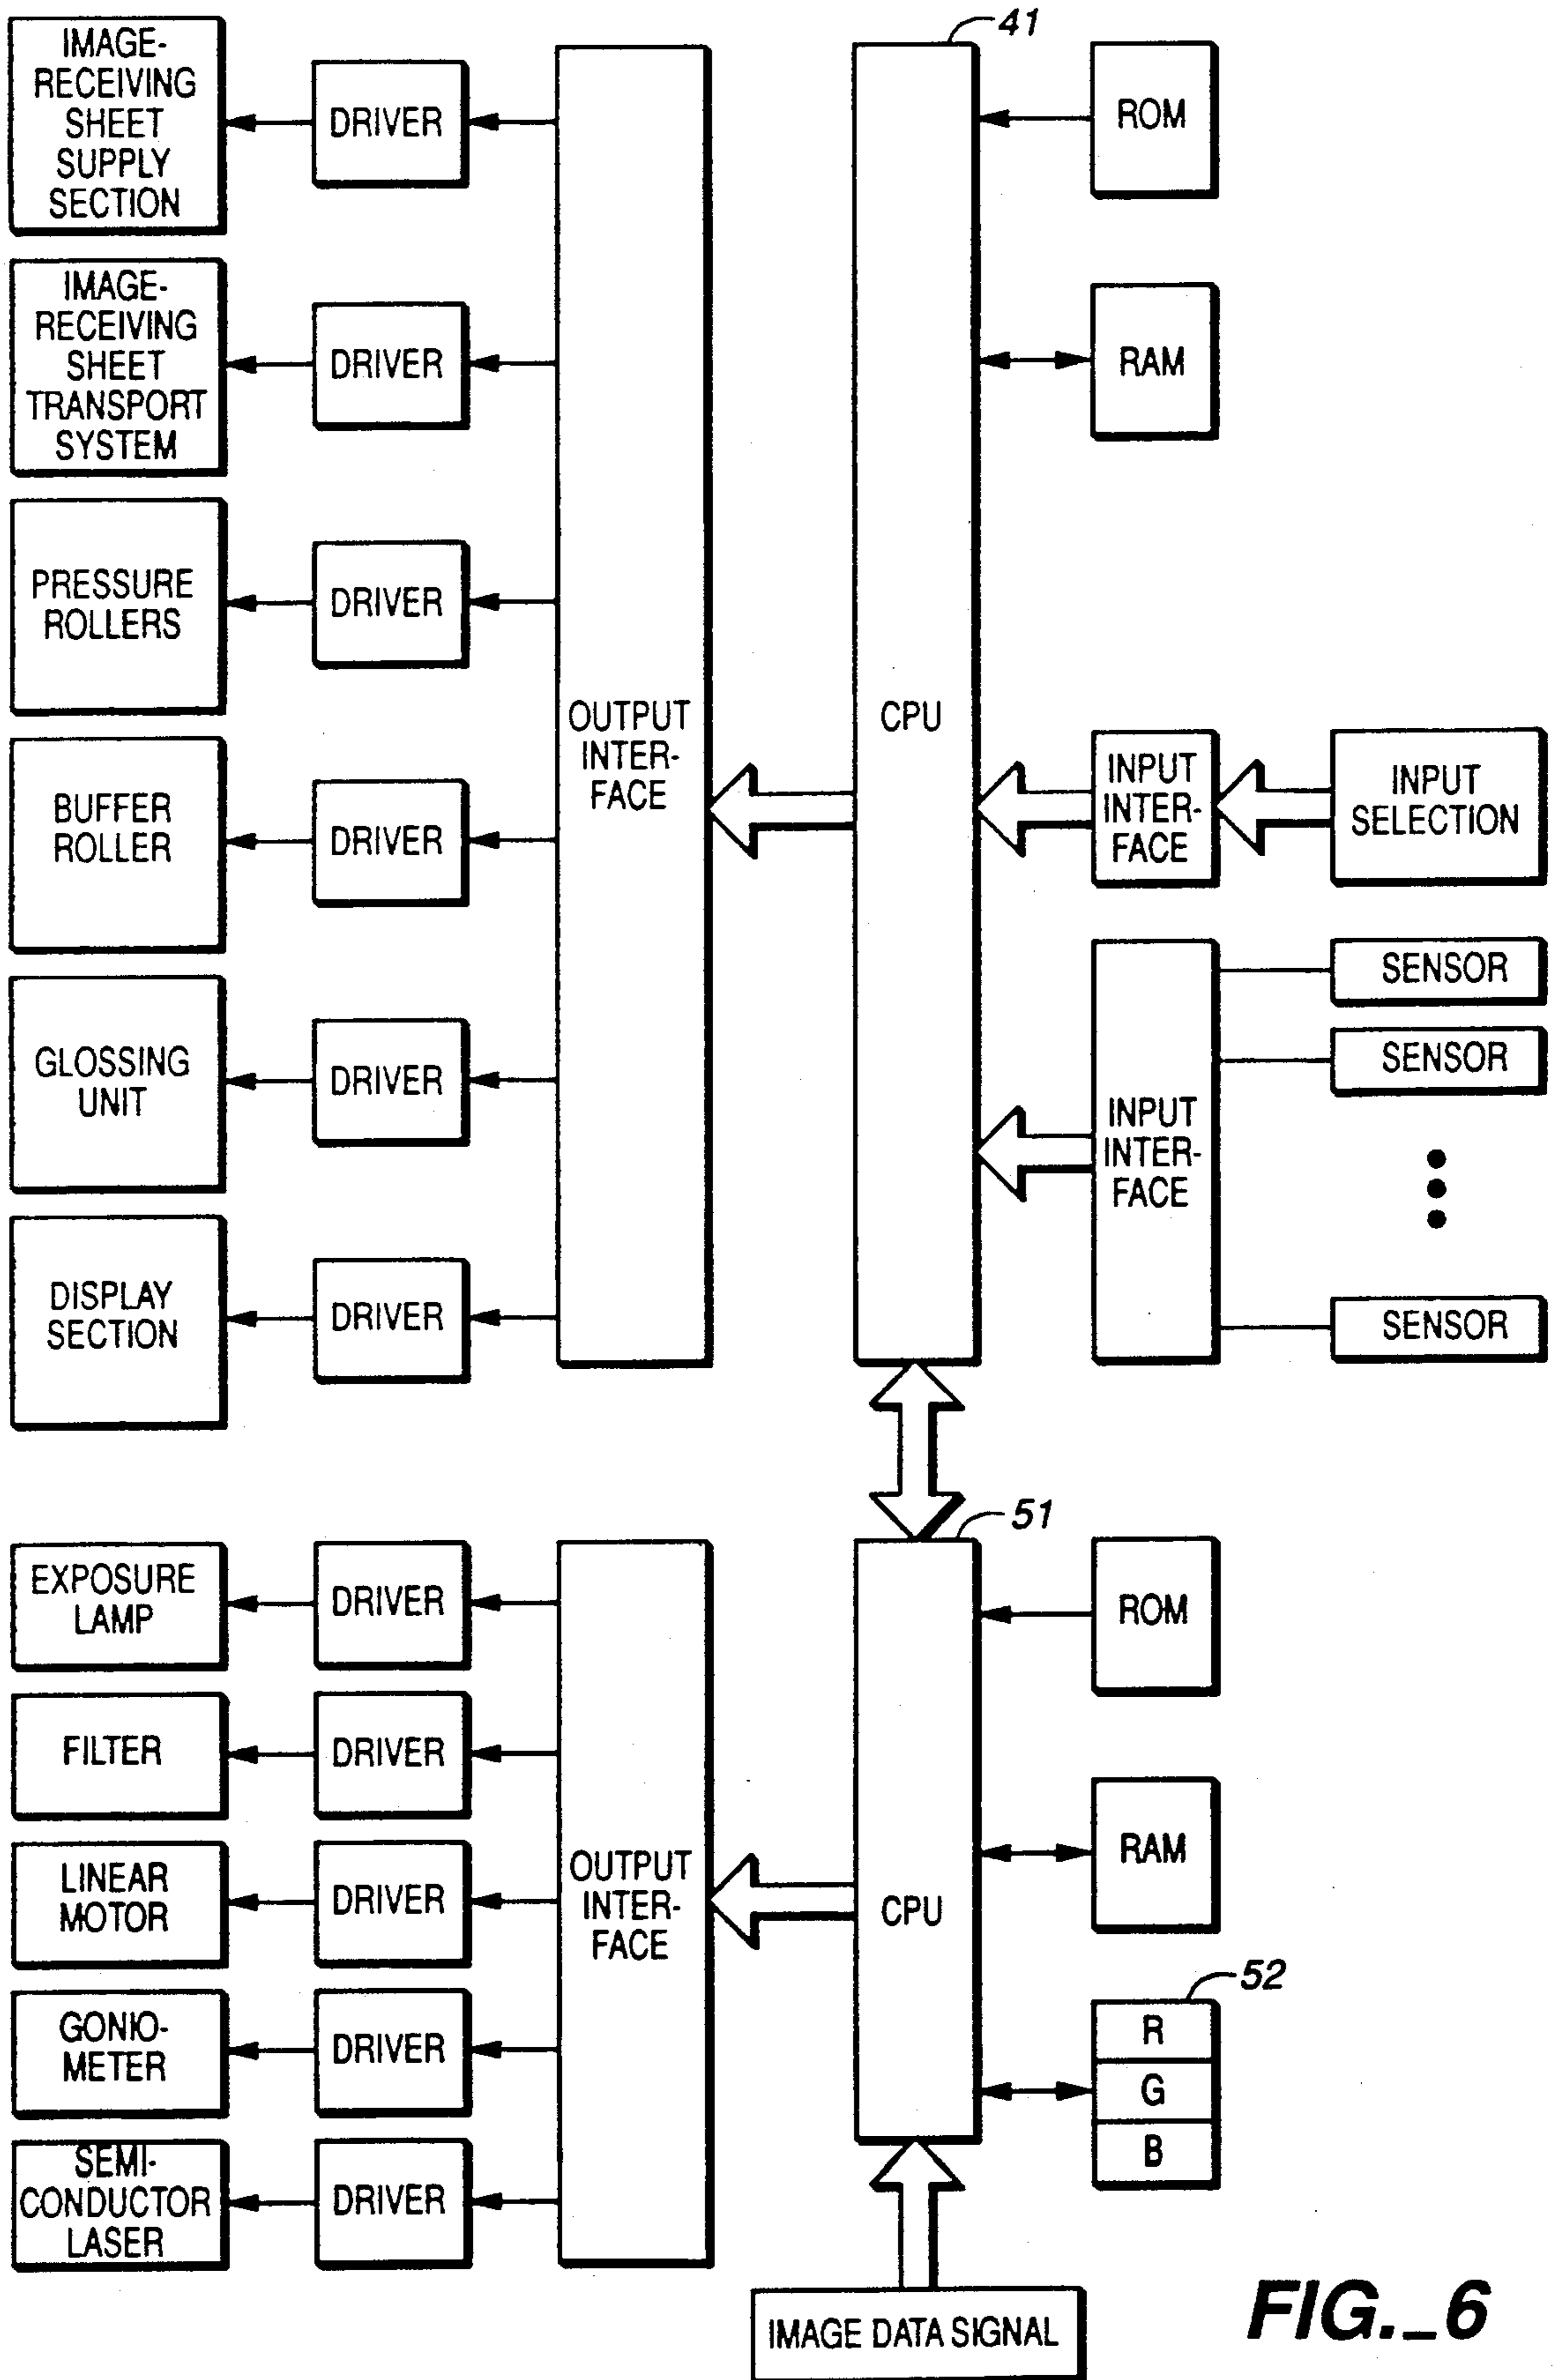 41
IMAGE-
RECEIVING
SHEET
SUPPLY
SECTION
DRIVER
ROM
IMAGE-
RECEIVING
SHEET
TRANSPORT
SYSTEM
DRIVER
RAM
PRESSURE
ROLLERS
DRIVER
OUTPUT
INTER-
FACE
CPU
INPUT
INTER-
FACE
INPUT
SELECTION
BUFFER
ROLLER
DRIVER
SENSOR
SENSOR
GLOSSING
UNIT
DRIVER
INPUT
INTER-
FACE
SENSOR
DISPLAY
SECTION
DRIVER
51
EXPOSURE
LAMP
DRIVER
ROM
FILTER
DRIVER
RAM
LINEAR
MOTOR
DRIVER
OUTPUT
INTER-
FACE
CPU
52
GONIO-
METER
DRIVER
R
G
B
SEMI-
CONDUCTOR
LASER
DRIVER
IMAGE DATA SIGNAL
FIG._6